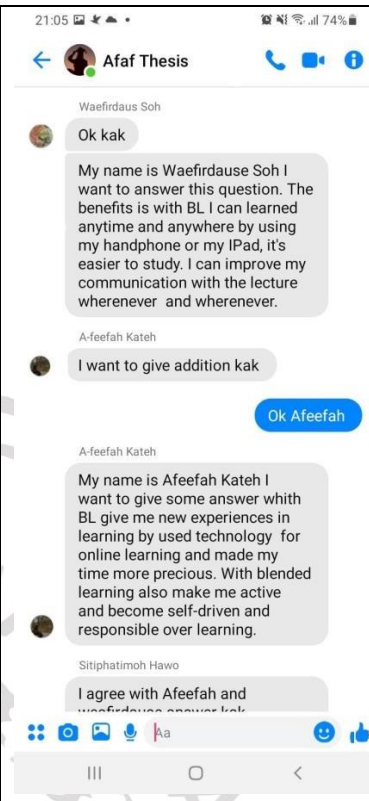 21:05
74%
Afaf Thesis
Waefirdaus Soh
Ok kak
My name is Waefirdause Soh I
want to answer this question. The
benefits is with BL I can learned
anytime and anywhere by using
my handphone or my IPad, it's
easier to study. I can improve my
communication with the lecture
wherenever and wherenever.
A-feefah Kateh
I want to give addition kak
Ok Afeefah
A-feefah Kateh
My name is Afeefah Kateh I
want to give some answer whith
BL give me new experiences in
learning by used technology for
online learning and made my
time more precious. With blended
learning also make me active
and become self-driven and
responsible over learning.
Sitiphatimoh Hawo
I agree with Afeefah and
waefirdause answer kak
Aa